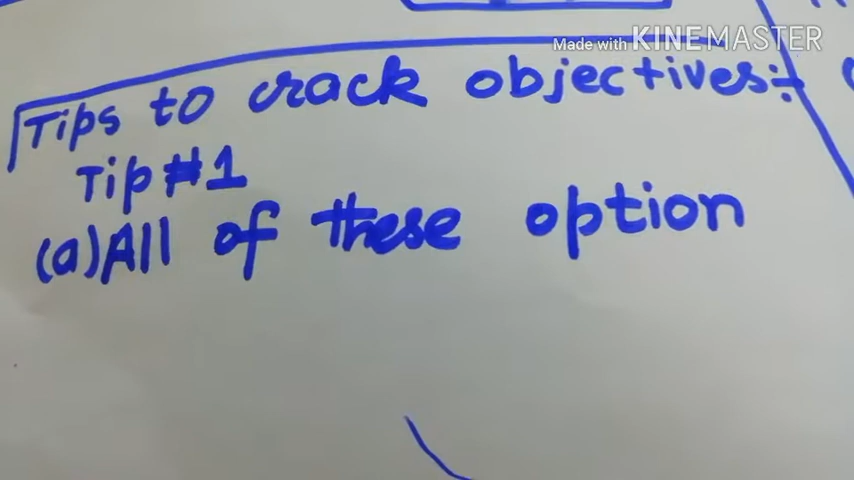 Made with KINEMASTER
Tips to crack objectives:-
Tip #1
(a) All of these option